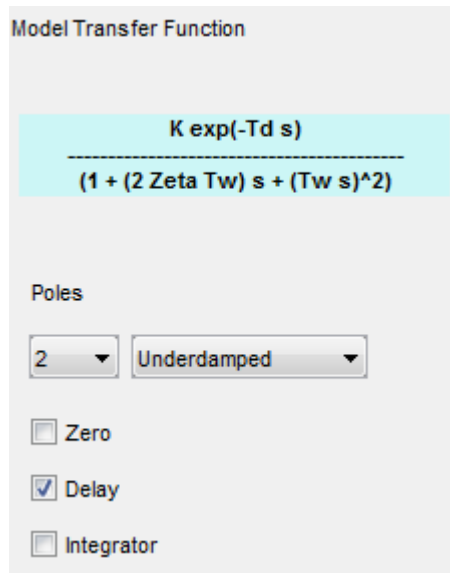 Model Transfer Function
K exp(-Td s)
------------------------------------------
(1 + (2 Zeta Tw) s + (Tw s)^2)
Poles
2 Underdamped
Zero
Delay
Integrator